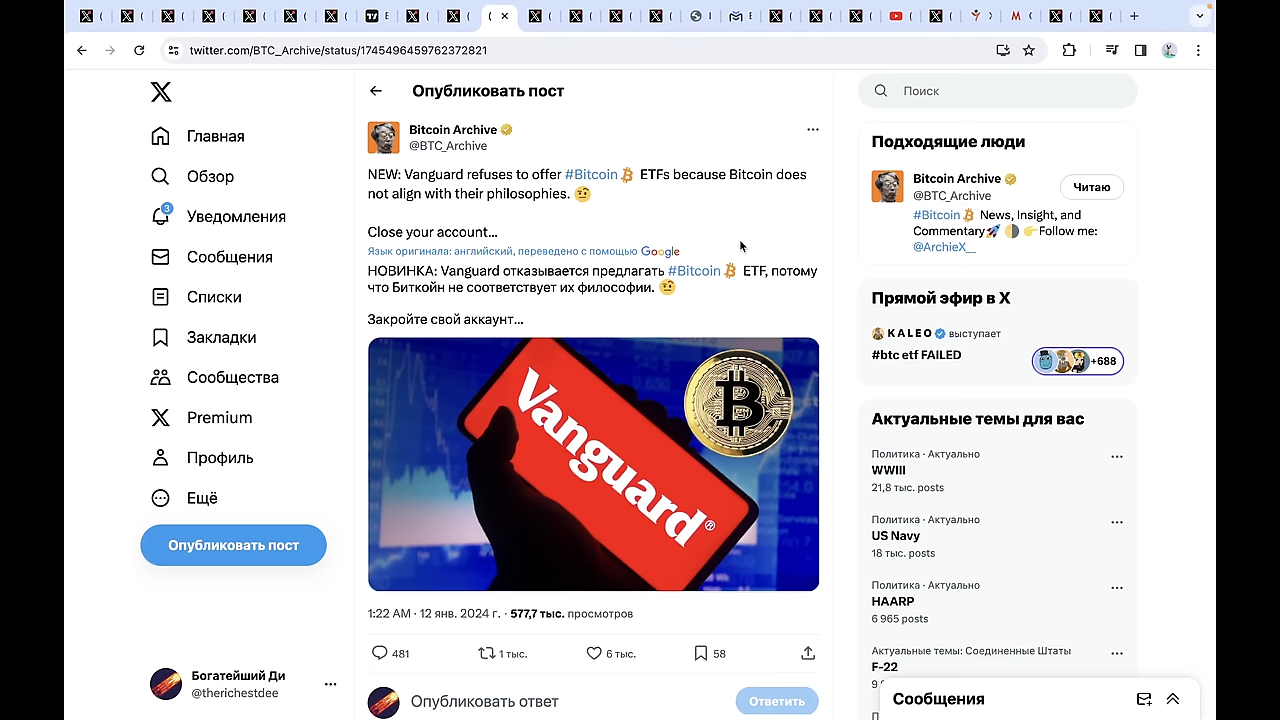 twitter.com/BTC_Archive/status/1745496459762372821
Главная
Обзор
3
Уведомления
Сообщения
Списки
Закладки
Сообщества
Premium
Профиль
Ещё
Опубликовать пост
Богатейший Ди
@therichestdee
Опубликовать пост
Bitcoin Archive
@BTC_Archive
NEW: Vanguard refuses to offer #Bitcoin ETFs because Bitcoin does
not align with their philosophies. 🤨
Close your account...
Язык оригинала: английский, переведено с помощью Google
НОВИНКА: Vanguard отказывается предлагать #Bitcoin ETF, потому
что Биткойн не соответствует их философии. 🤨
Закройте свой аккаунт...
Vanguard®
1:22 AM · 12 янв. 2024 г. · 577,7 тыс. просмотров
481 1 тыс. 6 тыс. 58
Опубликовать ответ
Ответить
Поиск
Подходящие люди
Bitcoin Archive
@BTC_Archive
Читаю
#Bitcoin News, Insight, and
Commentary🚀 🌗 👉Follow me:
@ArchieX__
Прямой эфир в X
KALEO выступает
#btc etf FAILED
+688
Актуальные темы для вас
Политика · Актуально
WWIII
21,8 тыс. posts
Политика · Актуально
US Navy
18 тыс. posts
Политика · Актуально
HAARP
6 965 posts
Актуальные темы: Соединенные Штаты
F-22
Сообщения